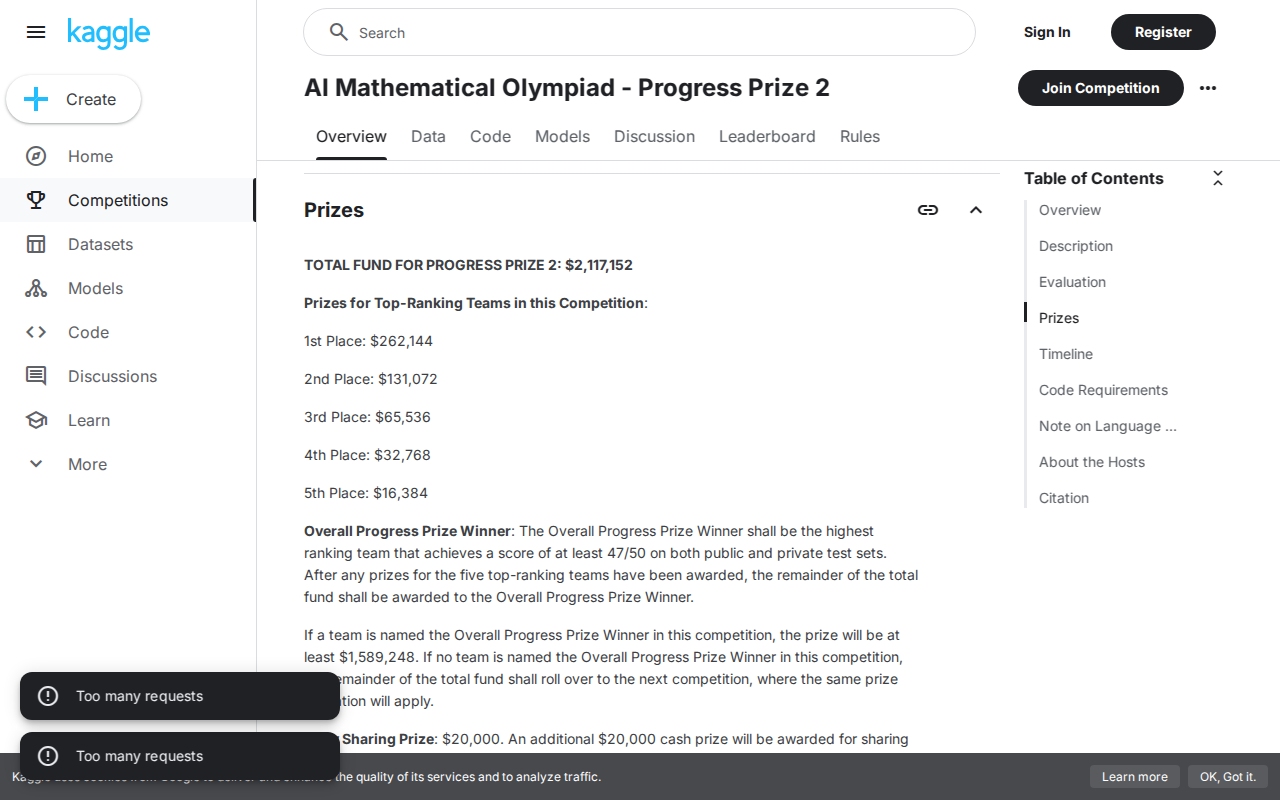 kaggle
Search
Sign In
Register
Create
Home
Competitions
Datasets
Models
Code
Discussions
Learn
More
AI Mathematical Olympiad - Progress Prize 2
Join Competition
Overview
Data
Code
Models
Discussion
Leaderboard
Rules
Prizes
TOTAL FUND FOR PROGRESS PRIZE 2: $2,117,152
Prizes for Top-Ranking Teams in this Competition:
1st Place: $262,144
2nd Place: $131,072
3rd Place: $65,536
4th Place: $32,768
5th Place: $16,384
Overall Progress Prize Winner: The Overall Progress Prize Winner shall be the highest
ranking team that achieves a score of at least 47/50 on both public and private test sets.
After any prizes for the five top-ranking teams have been awarded, the remainder of the total
fund shall be awarded to the Overall Progress Prize Winner.
If a team is named the Overall Progress Prize Winner in this competition, the prize will be at
least $1,589,248. If no team is named the Overall Progress Prize Winner in this competition,
remainder of the total fund shall roll over to the next competition, where the same prize
will apply.
Sharing Prize: $20,000. An additional $20,000 cash prize will be awarded for sharing
Table of Contents
Overview
Description
Evaluation
Prizes
Timeline
Code Requirements
Note on Language ...
About the Hosts
Citation
Too many requests
Too many requests
the quality of its services and to analyze traffic.
Learn more
OK, Got it.